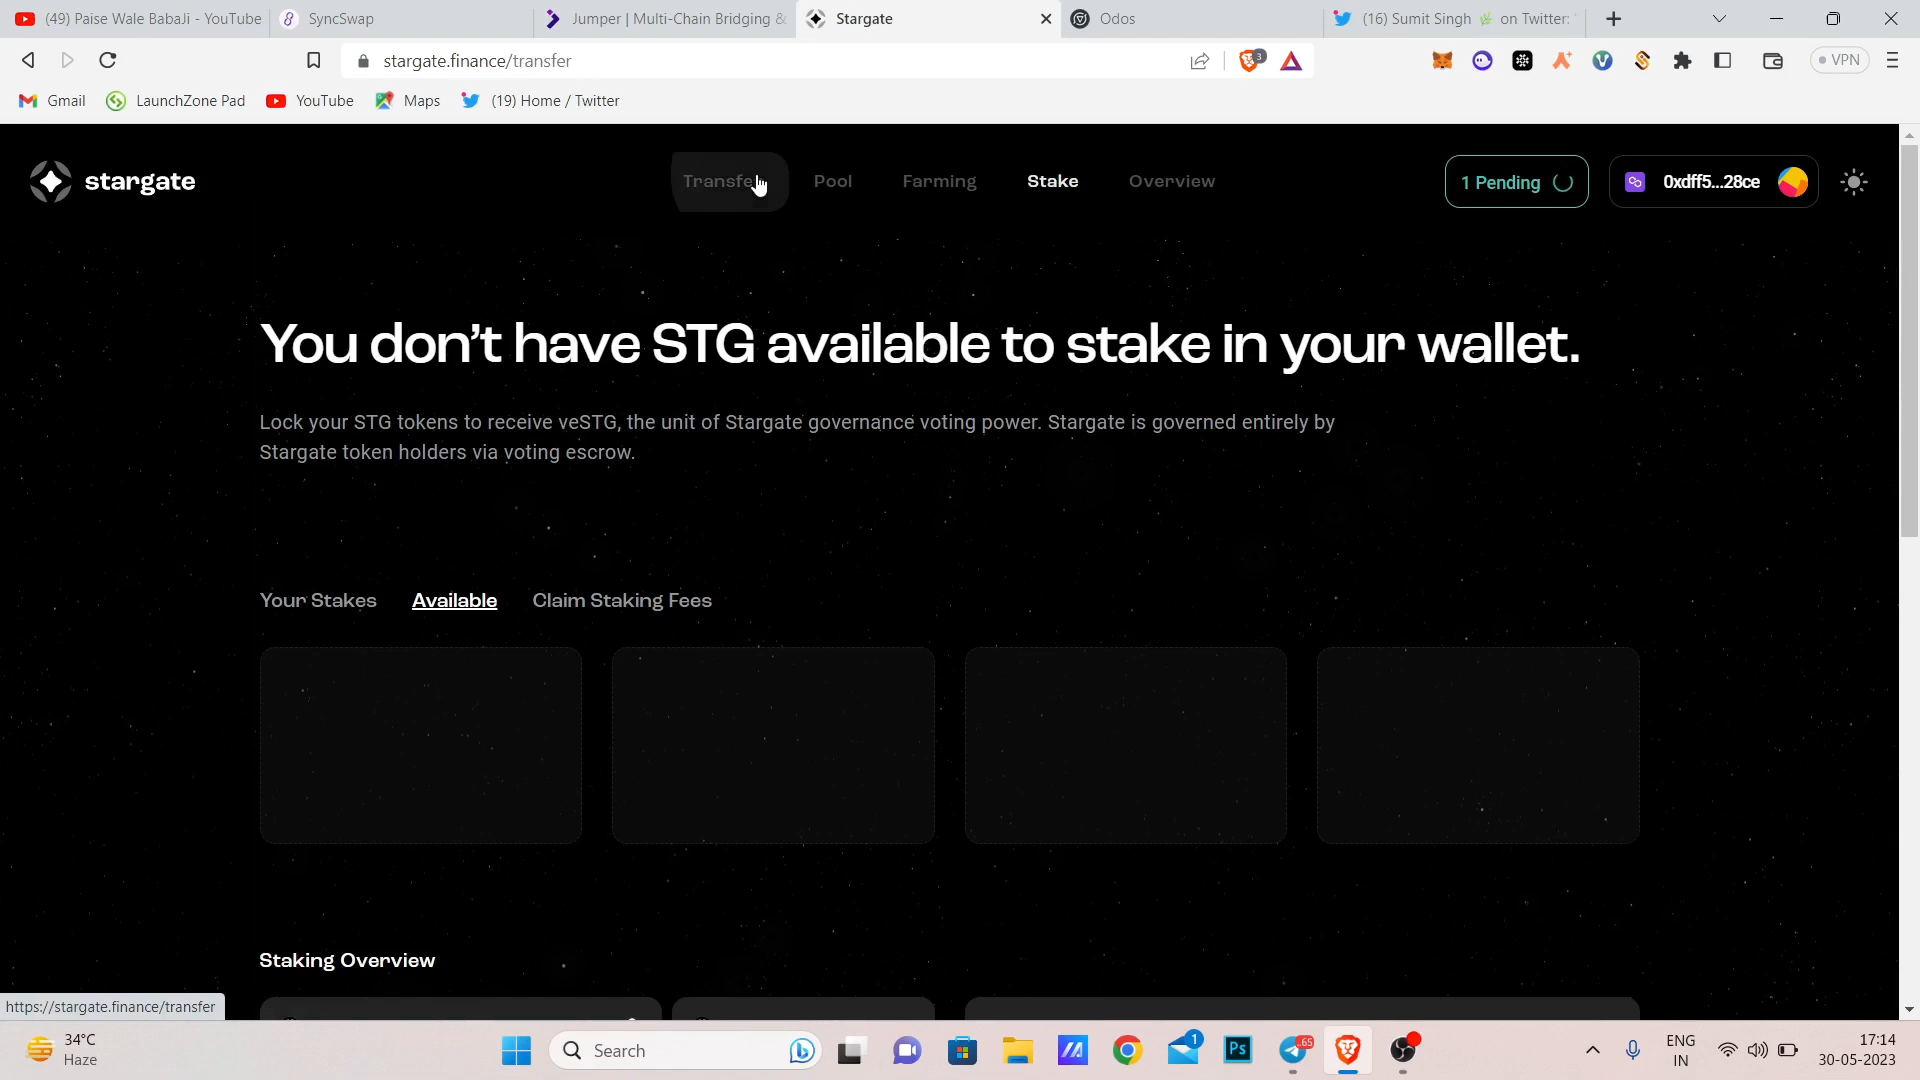 (49) Paise Wale BabaJi - YouTube
SyncSwap
Jumper | Multi-Chain Bridging &
Stargate
Odos
(16) Sumit Singh 🌿 on Twitter:
stargate.finance/transfer
3
VPN
Gmail
LaunchZone Pad
YouTube
Maps
(19) Home / Twitter
stargate
Transfer
Pool
Farming
Stake
Overview
1 Pending
0xdff5...28ce
You don't have STG available to stake in your wallet.
Lock your STG tokens to receive veSTG, the unit of Stargate governance voting power. Stargate is governed entirely by
Stargate token holders via voting escrow.
Your Stakes
Available
Claim Staking Fees
Staking Overview
https://stargate.finance/transfer
34°C
Haze
Search
1
Ps
65
ENG
IN
17:14
30-05-2023